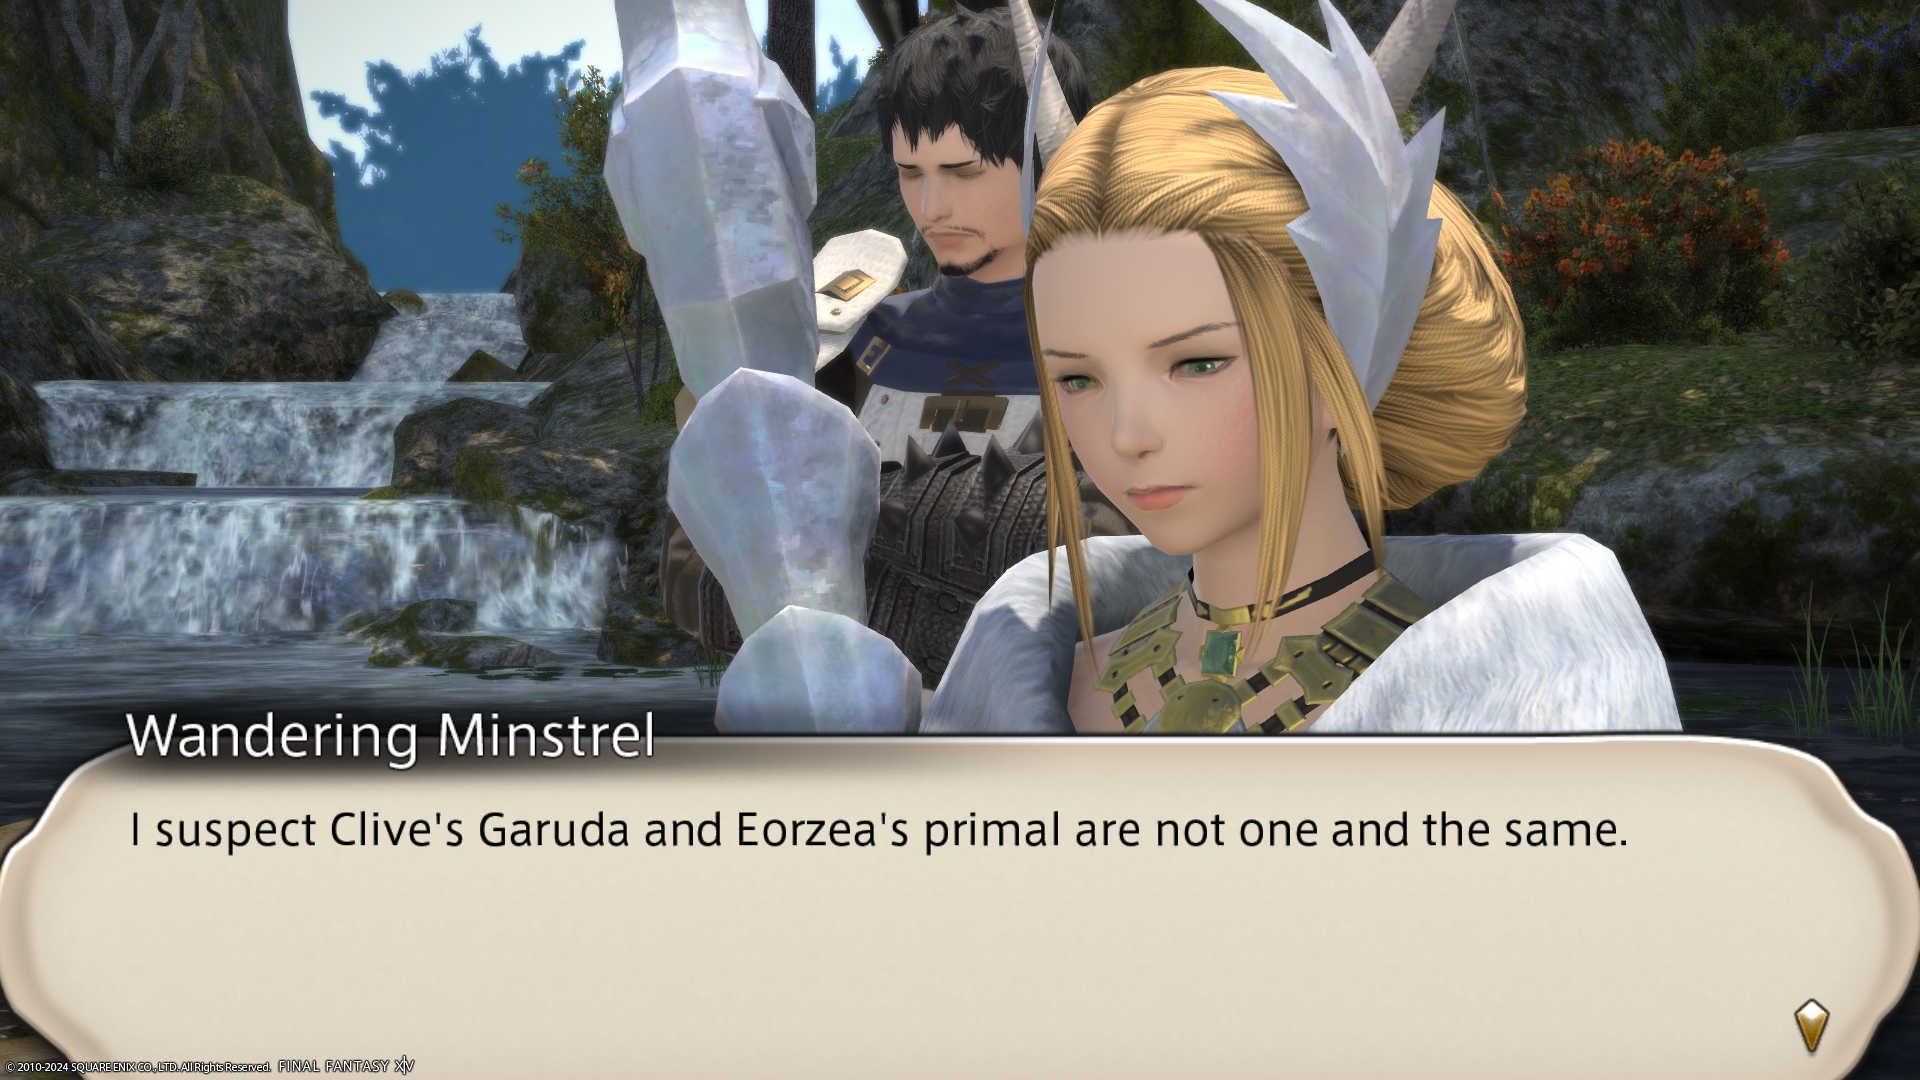 Wandering Minstrel
I suspect Clive's Garuda and Eorzea's primal are not one and the same.
© 2010-2024 SQUARE ENIX CO., LTD. All Rights Reserved. FINAL FANTASY XIV